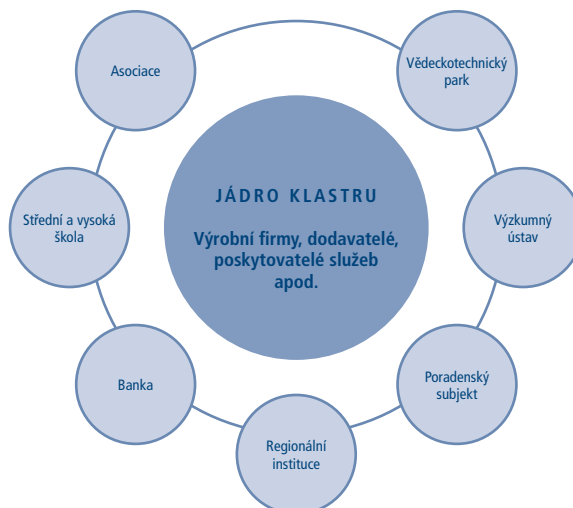 Asociace
Vědeckotechnický
park
JÁDRO KLASTRU
Výrobní firmy, dodavatelé,
poskytovatelé služeb
apod.
Střední a vysoká
škola
Výzkumný
ústav
Banka
Poradenský
subjekt
Regionální
instituce